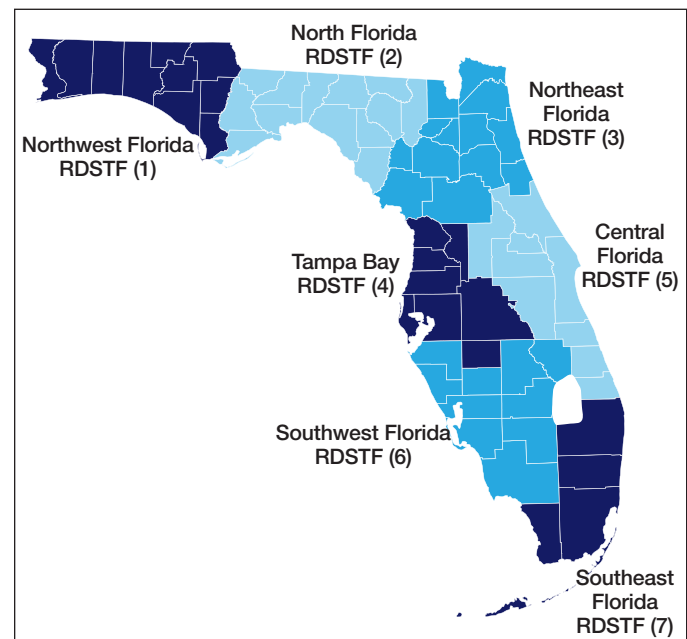 North Florida
RDSTF (2)
Northeast
Florida
RDSTF (3)
Northwest Florida
RDSTF (1)
Central
Florida
RDSTF (5)
Tampa Bay
RDSTF (4)
Southwest Florida
RDSTF (6)
Southeast
Florida
RDSTF (7)